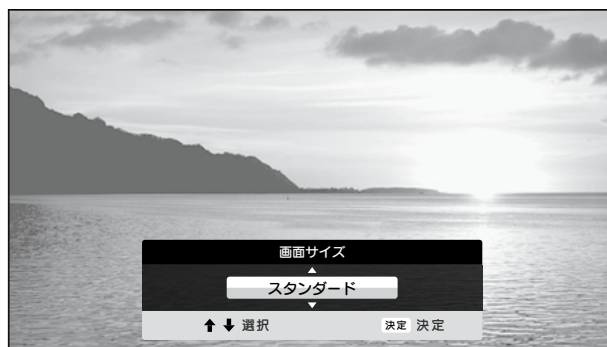 画面サイズ
スタンダード
選択 決定 決定